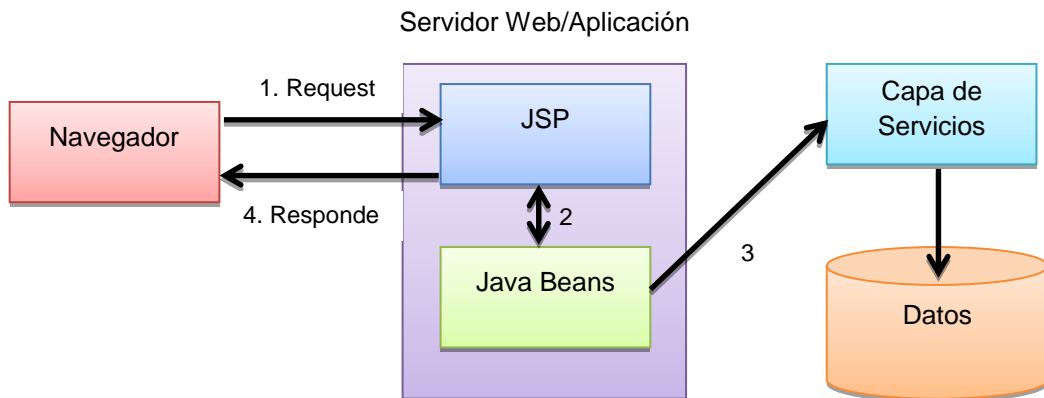 Servidor Web/Aplicación
1. Request
Navegador
4. Responde
JSP
2
Java Beans
3
Capa de
Servicios
Datos